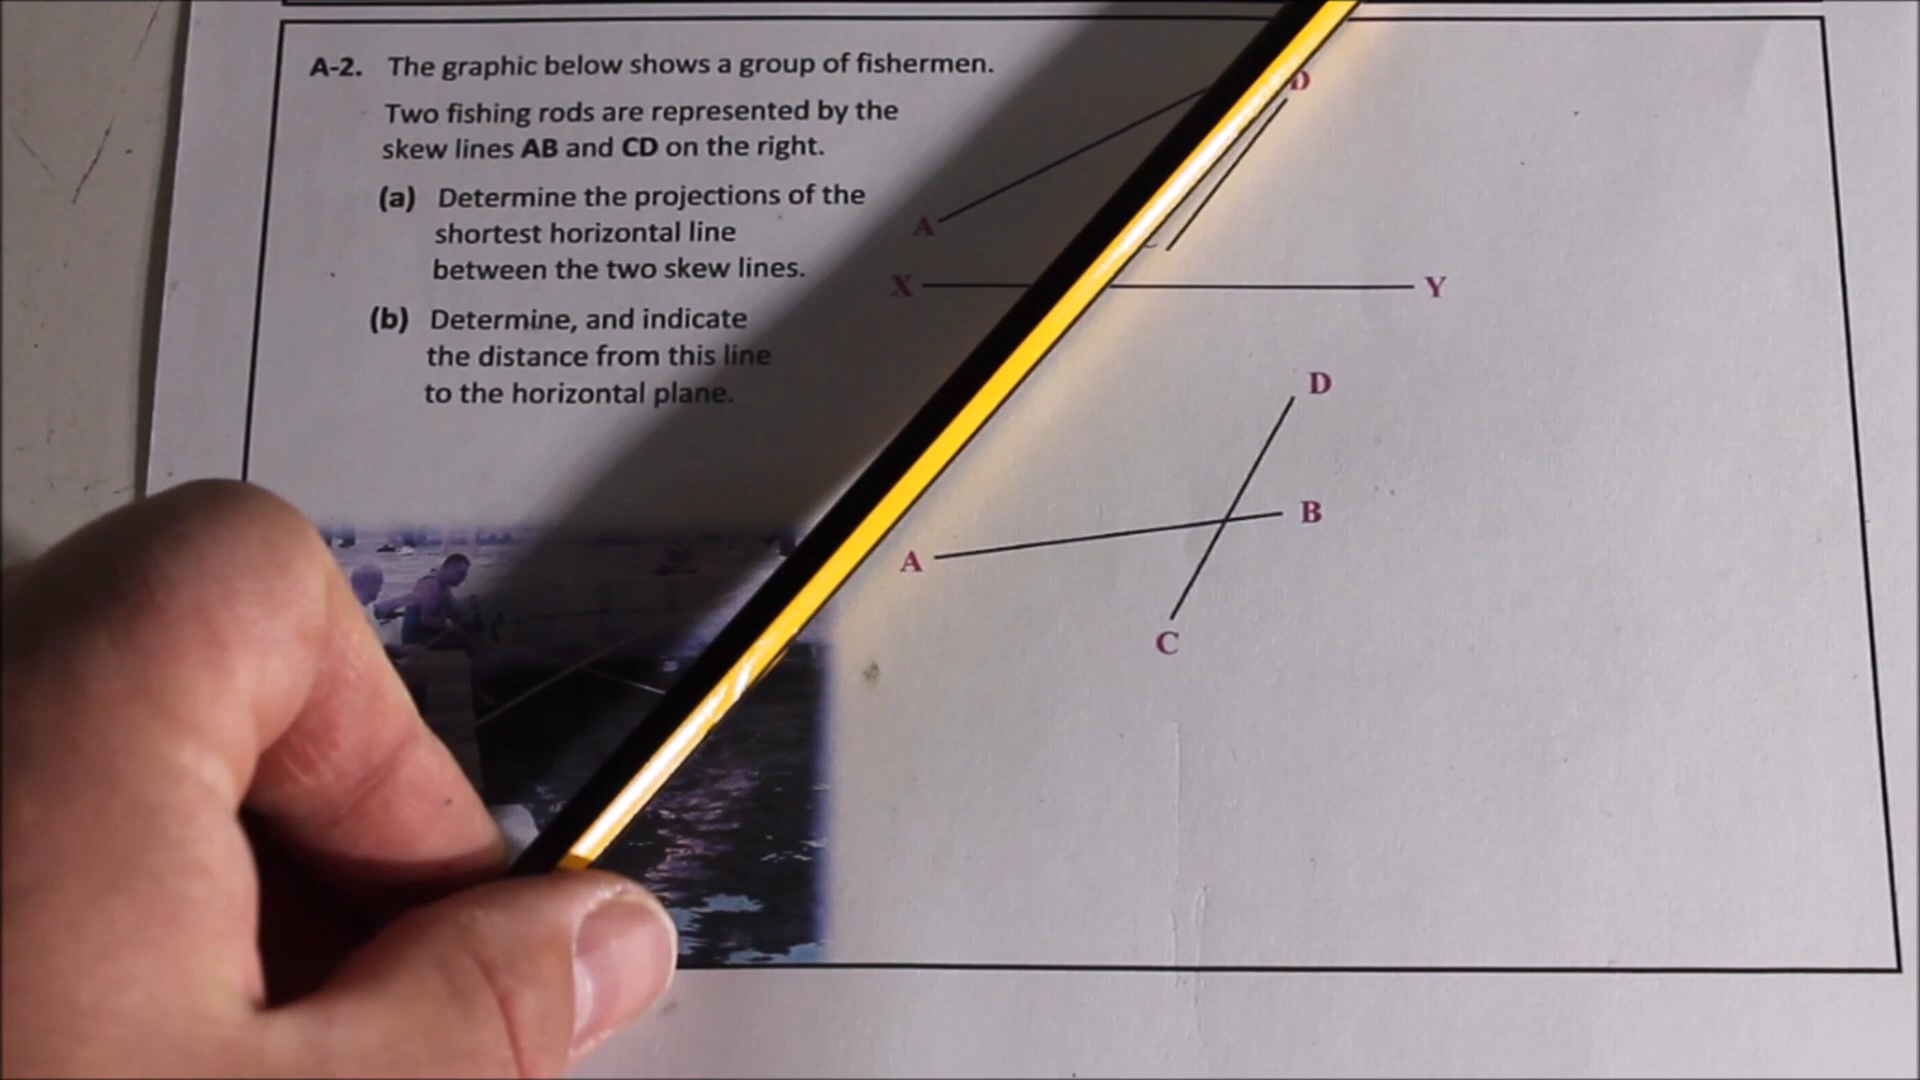 A-2. The graphic below shows a group of fishermen.
Two fishing rods are represented by the
skew lines AB and CD on the right.
(a) Determine the projections of the
shortest horizontal line
between the two skew lines.
(b) Determine, and indicate
the distance from this line
to the horizontal plane.
D
A
X
Y
D
B
A
C